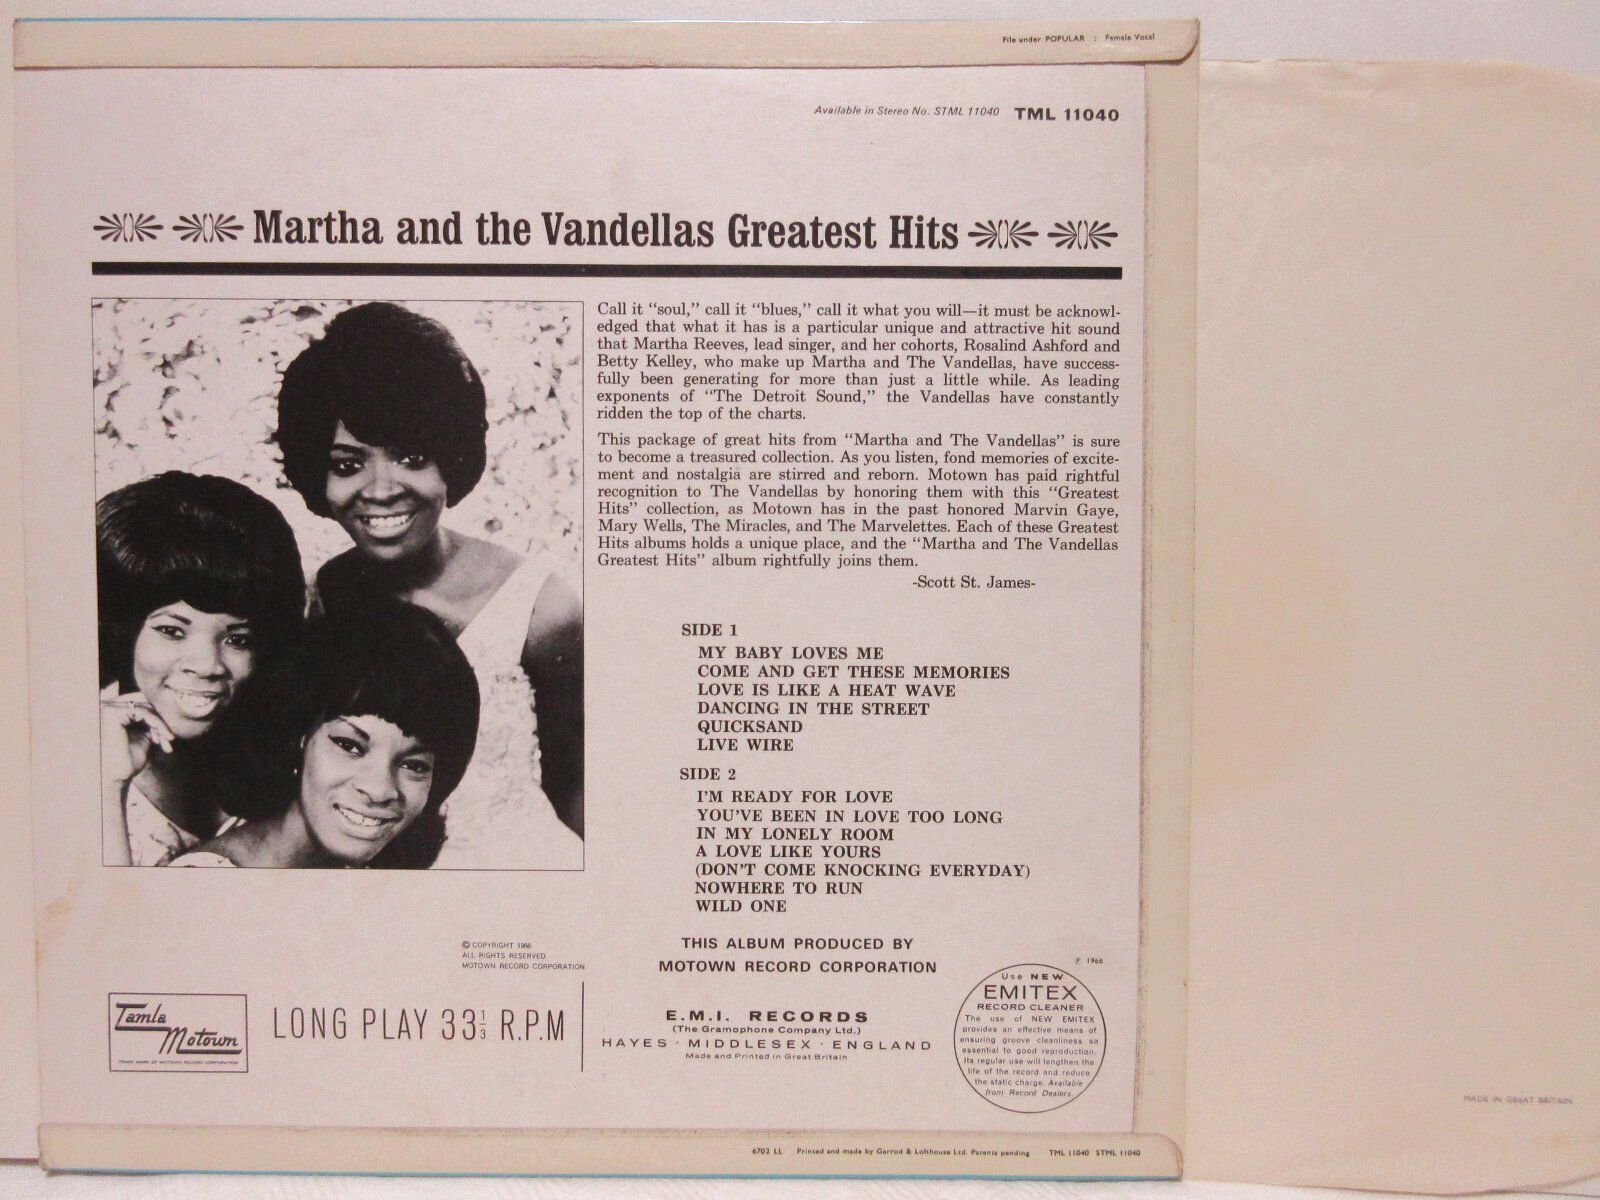 File under POPULAR : Female Vocal
Available in Stereo No. STML 11040 TML 11040
Martha and the Vandellas Greatest Hits
Call it “soul,” call it “blues,” call it what you will—it must be acknowl-
edged that what it has is a particular unique and attractive hit sound
that Martha Reeves, lead singer, and her cohorts, Rosalind Ashford and
Betty Kelley, who make up Martha and The Vandellas, have success-
fully been generating for more than just a little while. As leading
exponents of “The Detroit Sound,” the Vandellas have constantly
ridden the top of the charts.
This package of great hits from “Martha and The Vandellas” is sure
to become a treasured collection. As you listen, fond memories of excite-
ment and nostalgia are stirred and reborn. Motown has paid rightful
recognition to The Vandellas by honoring them with this “Greatest
Hits” collection, as Motown has in the past honored Marvin Gaye,
Mary Wells, The Miracles, and The Marvelettes. Each of these Greatest
Hits albums holds a unique place, and the “Martha and The Vandellas
Greatest Hits” album rightfully joins them.
-Scott St. James-
SIDE 1
MY BABY LOVES ME
COME AND GET THESE MEMORIES
LOVE IS LIKE A HEAT WAVE
DANCING IN THE STREET
QUICKSAND
LIVE WIRE
SIDE 2
I'M READY FOR LOVE
YOU'VE BEEN IN LOVE TOO LONG
IN MY LONELY ROOM
A LOVE LIKE YOURS
(DON'T COME KNOCKING EVERYDAY)
NOWHERE TO RUN
WILD ONE
© COPYRIGHT 1966
ALL RIGHTS RESERVED
MOTOWN RECORD CORPORATION
THIS ALBUM PRODUCED BY
MOTOWN RECORD CORPORATION
℗ 1966
Tamla
Motown
TRADE MARK OF MOTOWN RECORD CORPORATION
LONG PLAY 33⅓ R.P.M
E.M.I. RECORDS
(The Gramophone Company Ltd.)
HAYES · MIDDLESEX · ENGLAND
Made and Printed in Great Britain
Use NEW
EMITEX
RECORD CLEANER
The use of NEW EMITEX
provides an effective means of
ensuring groove cleanliness so
essential to good reproduction.
Its regular use will lengthen the
life of the record and reduce
the static charge. Available
from Record Dealers.
MADE IN GREAT BRITAIN
6702 LL Printed and made by Garrod & Lofthouse Ltd. Patents pending TML 11040 STML 11040